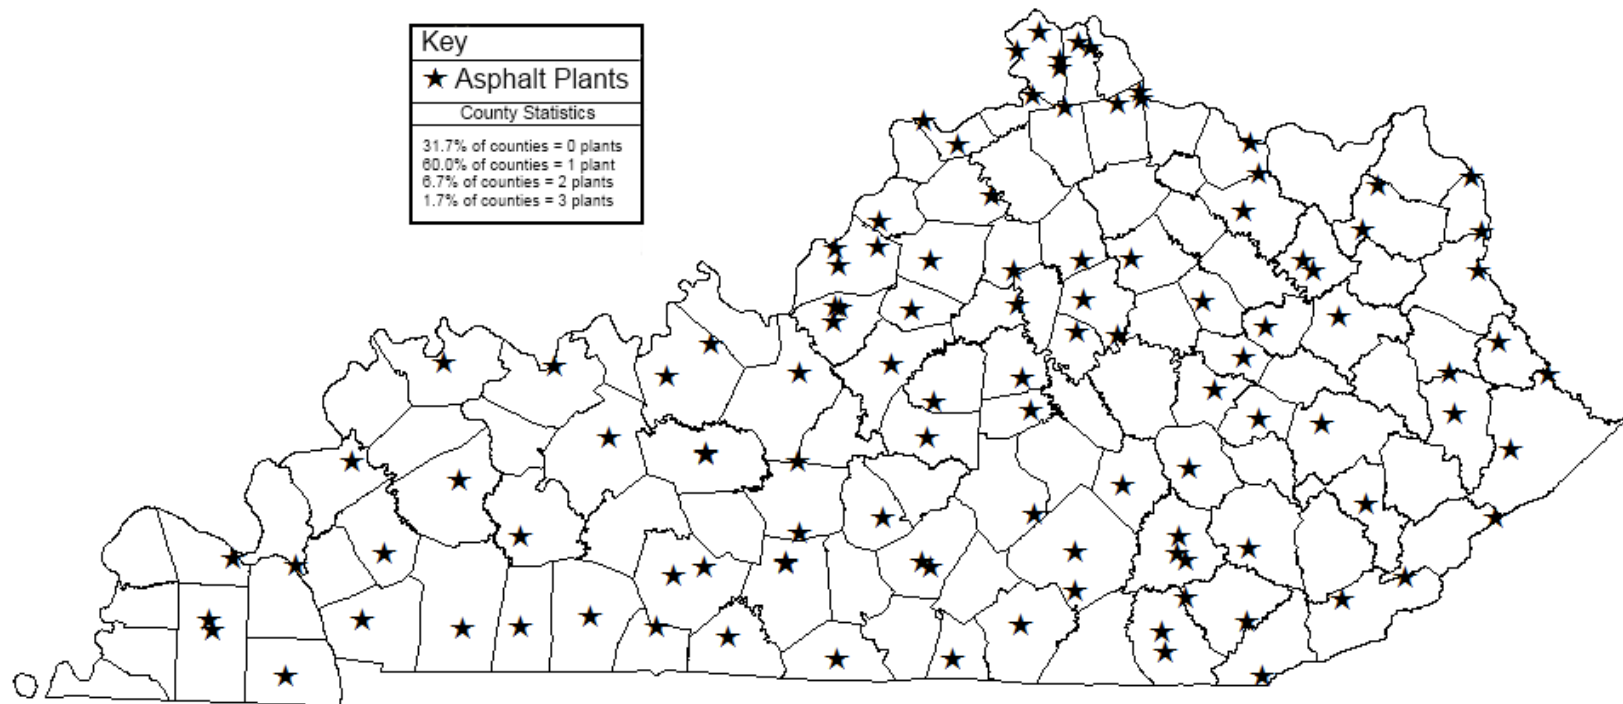 Key
★ Asphalt Plants
County Statistics
31.7% of counties = 0 plants
60.0% of counties = 1 plant
6.7% of counties = 2 plants
1.7% of counties = 3 plants